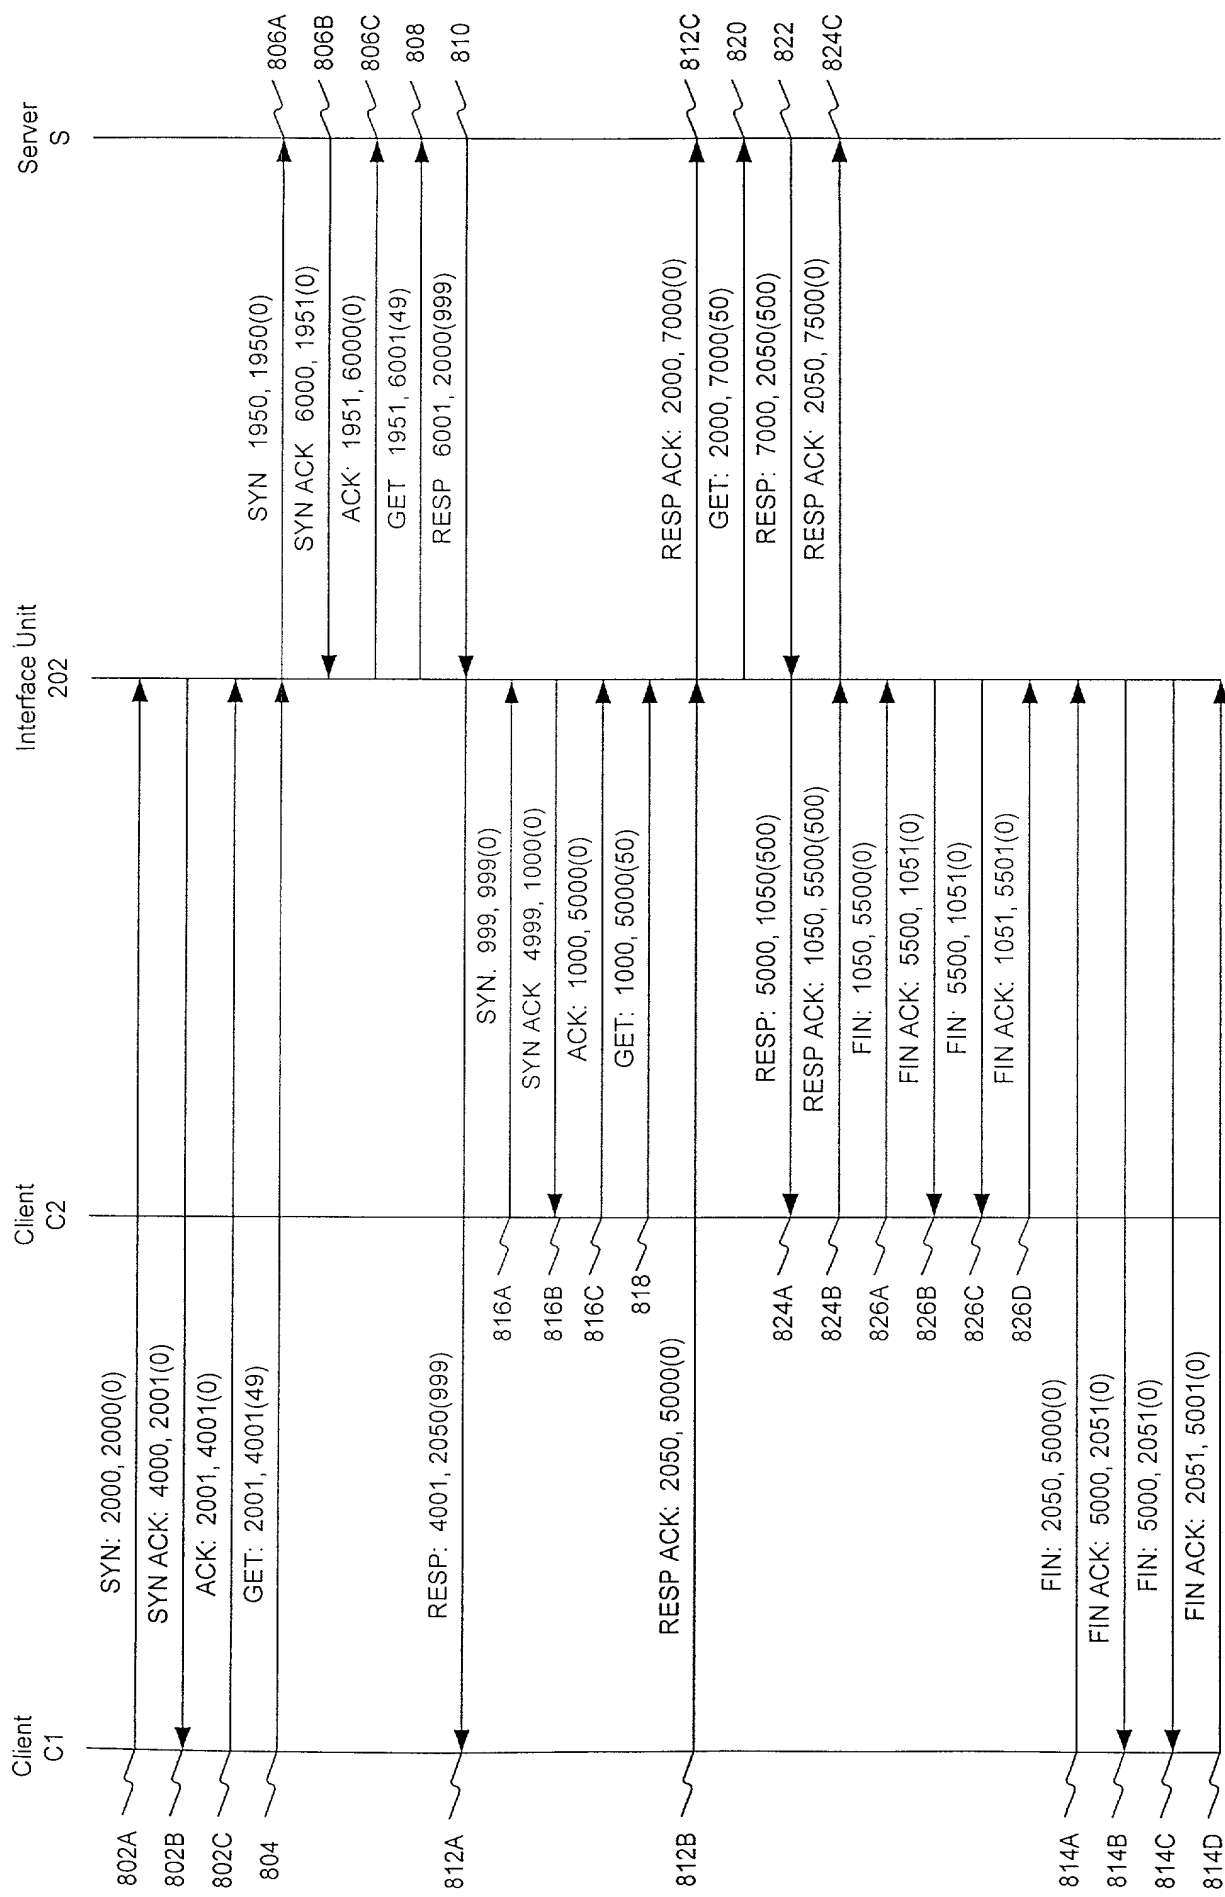 Client
C1
Client
C2
Interface Unit
202
Server
S
802A
SYN: 2000, 2000(0)
802B
SYN ACK: 4000, 2001(0)
802C
ACK: 2001, 4001(0)
804
GET: 2001, 4001(49)
SYN 1950, 1950(0)
806A
SYN ACK 6000, 1951(0)
806B
ACK: 1951, 6000(0)
806C
GET 1951, 6001(49)
808
RESP 6001, 2000(999)
810
812A
RESP: 4001, 2050(999)
816A
SYN: 999, 999(0)
816B
SYN ACK 4999, 1000(0)
816C
ACK: 1000, 5000(0)
818
GET: 1000, 5000(50)
812B
RESP ACK: 2050, 5000(0)
RESP ACK: 2000, 7000(0)
812C
GET: 2000, 7000(50)
820
RESP: 7000, 2050(500)
822
RESP ACK: 2050, 7500(0)
824C
824A
RESP: 5000, 1050(500)
824B
RESP ACK: 1050, 5500(500)
826A
FIN: 1050, 5500(0)
826B
FIN ACK: 5500, 1051(0)
826C
FIN: 5500, 1051(0)
826D
FIN ACK: 1051, 5501(0)
814A
FIN: 2050, 5000(0)
814B
FIN ACK: 5000, 2051(0)
814C
FIN: 5000, 2051(0)
814D
FIN ACK: 2051, 5001(0)